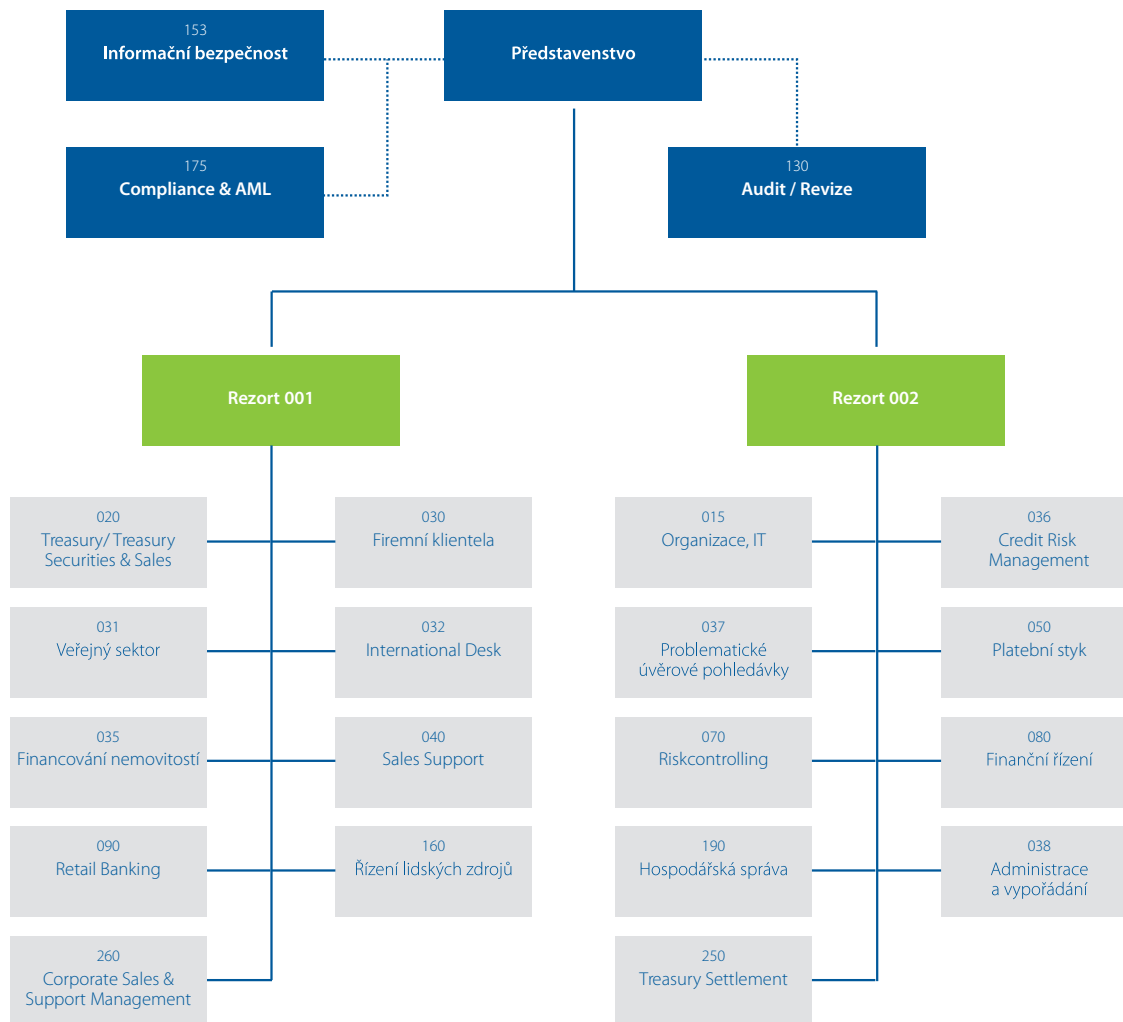 153
Informační bezpečnost
Představenstvo
175
Compliance & AML
130
Audit / Revize
Rezort 001
Rezort 002
020
Treasury/ Treasury
Securities & Sales
030
Firemní klientela
015
Organizace, IT
036
Credit Risk
Management
031
Veřejný sektor
032
International Desk
037
Problematické
úvěrové pohledávky
050
Platební styk
035
Financování nemovitostí
040
Sales Support
070
Riskcontrolling
080
Finanční řízení
090
Retail Banking
160
Řízení lidských zdrojů
190
Hospodářská správa
038
Administrace
a vypořádání
260
Corporate Sales &
Support Management
250
Treasury Settlement